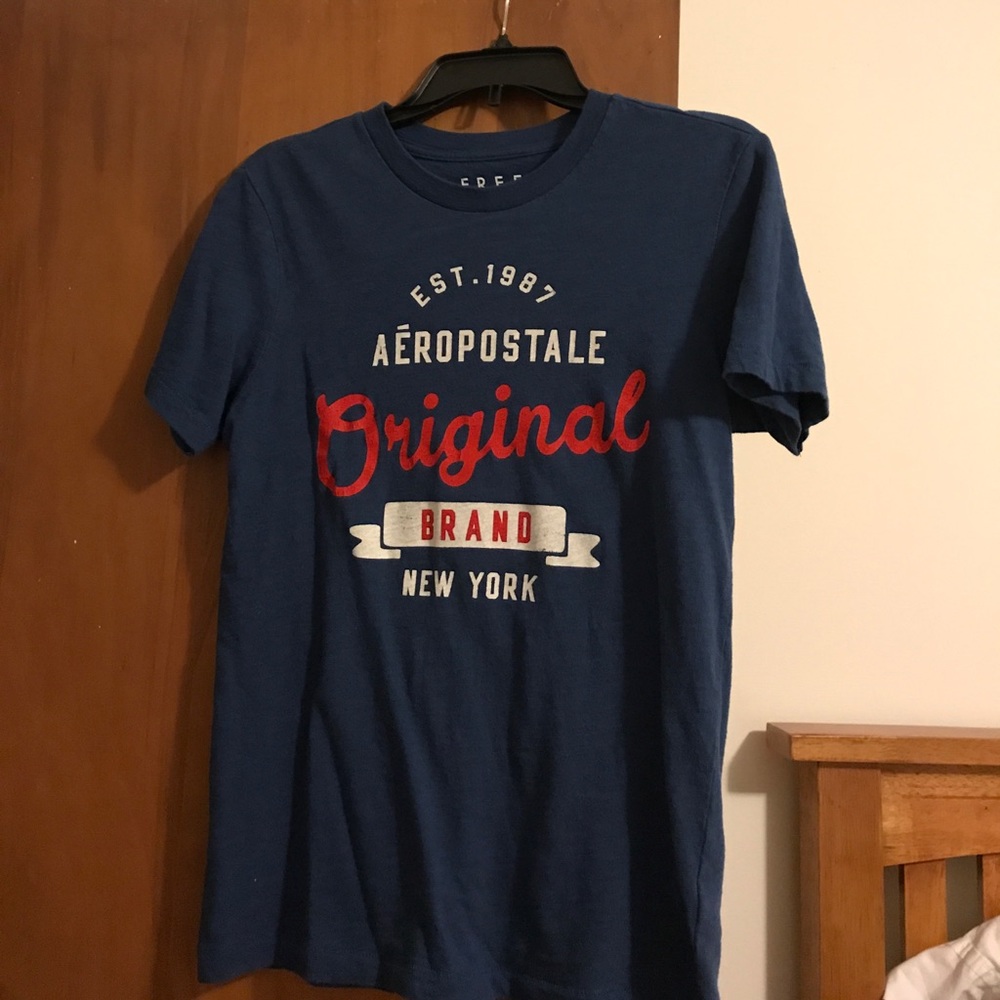 EST.1987
AÉROPOSTALE
Original
BRAND
NEW YORK